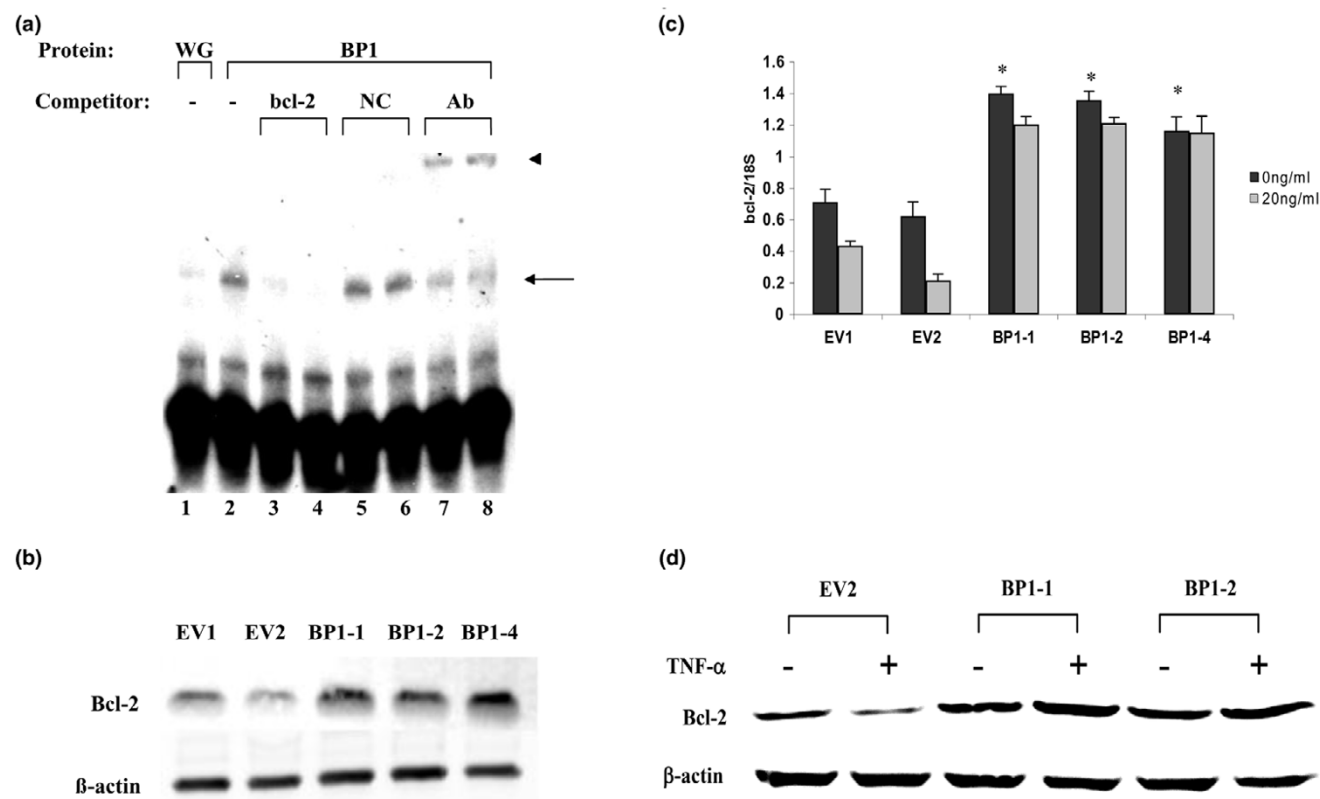 (a)
Protein: WG BP1
Competitor: - - bcl-2 NC Ab
1 2 3 4 5 6 7 8
(b)
EV1 EV2 BP1-1 BP1-2 BP1-4
Bcl-2
ß-actin
(c)
1.6
1.4
1.2
1
0.8
0.6
0.4
0.2
0
bcl-2/18S
* * *
EV1 EV2 BP1-1 BP1-2 BP1-4
0ng/ml
20ng/ml
(d)
EV2 BP1-1 BP1-2
TNF-α - + - + - +
Bcl-2
β-actin